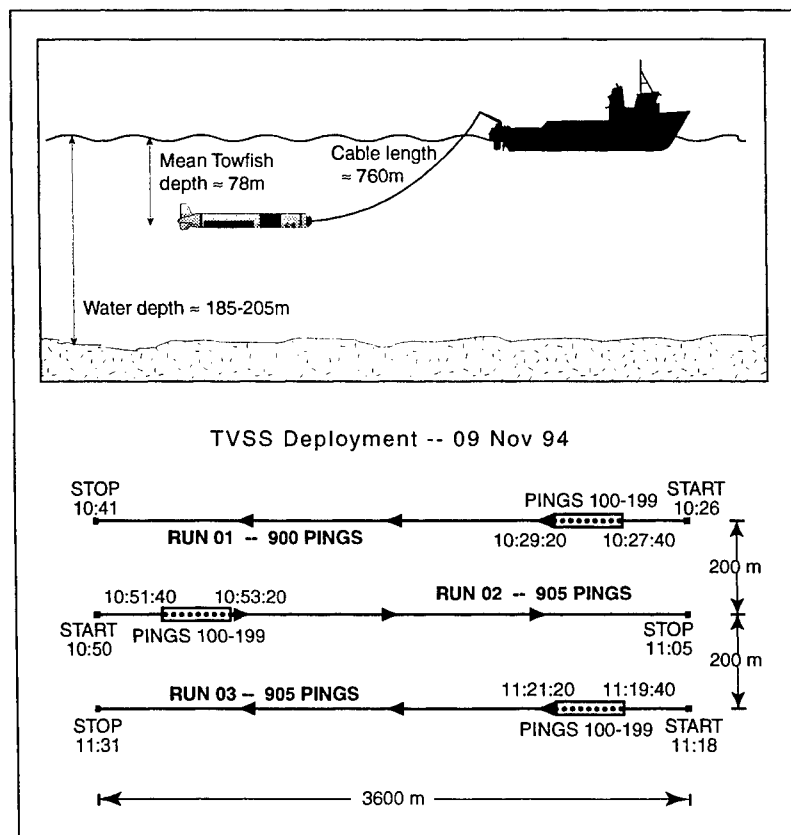 Mean Towfish
depth ≈ 78m
Cable length
≈ 760m
Water depth ≈ 185-205m
TVSS Deployment -- 09 Nov 94
STOP
10:41
PINGS 100-199
START
10:26
RUN 01 -- 900 PINGS
10:29:20
10:27:40
200 m
10:51:40
10:53:20
RUN 02 -- 905 PINGS
START
10:50
PINGS 100-199
STOP
11:05
200 m
RUN 03 -- 905 PINGS
11:21:20
11:19:40
STOP
11:31
PINGS 100-199
START
11:18
3600 m